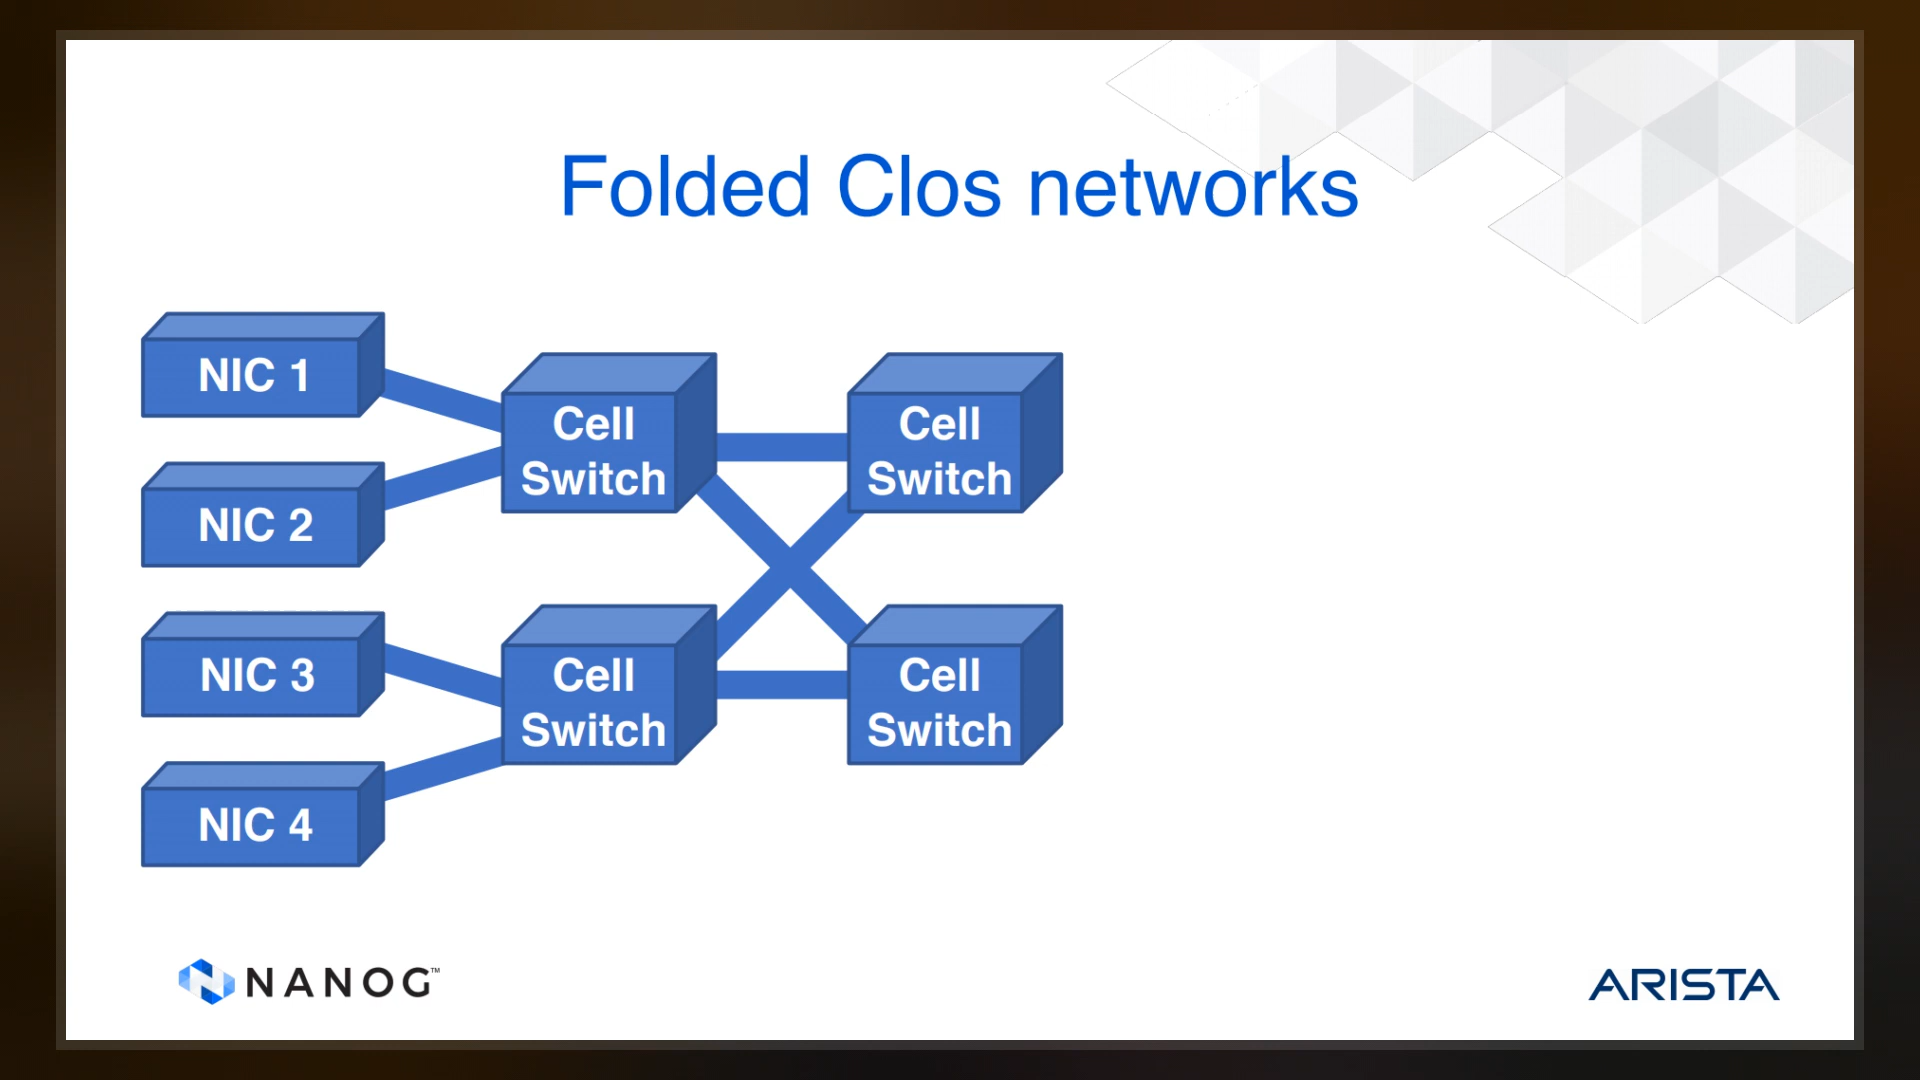 Folded Clos networks
NIC 1
NIC 2
NIC 3
NIC 4
Cell
Switch
Cell
Switch
Cell
Switch
Cell
Switch
NANOG™
ARISTA